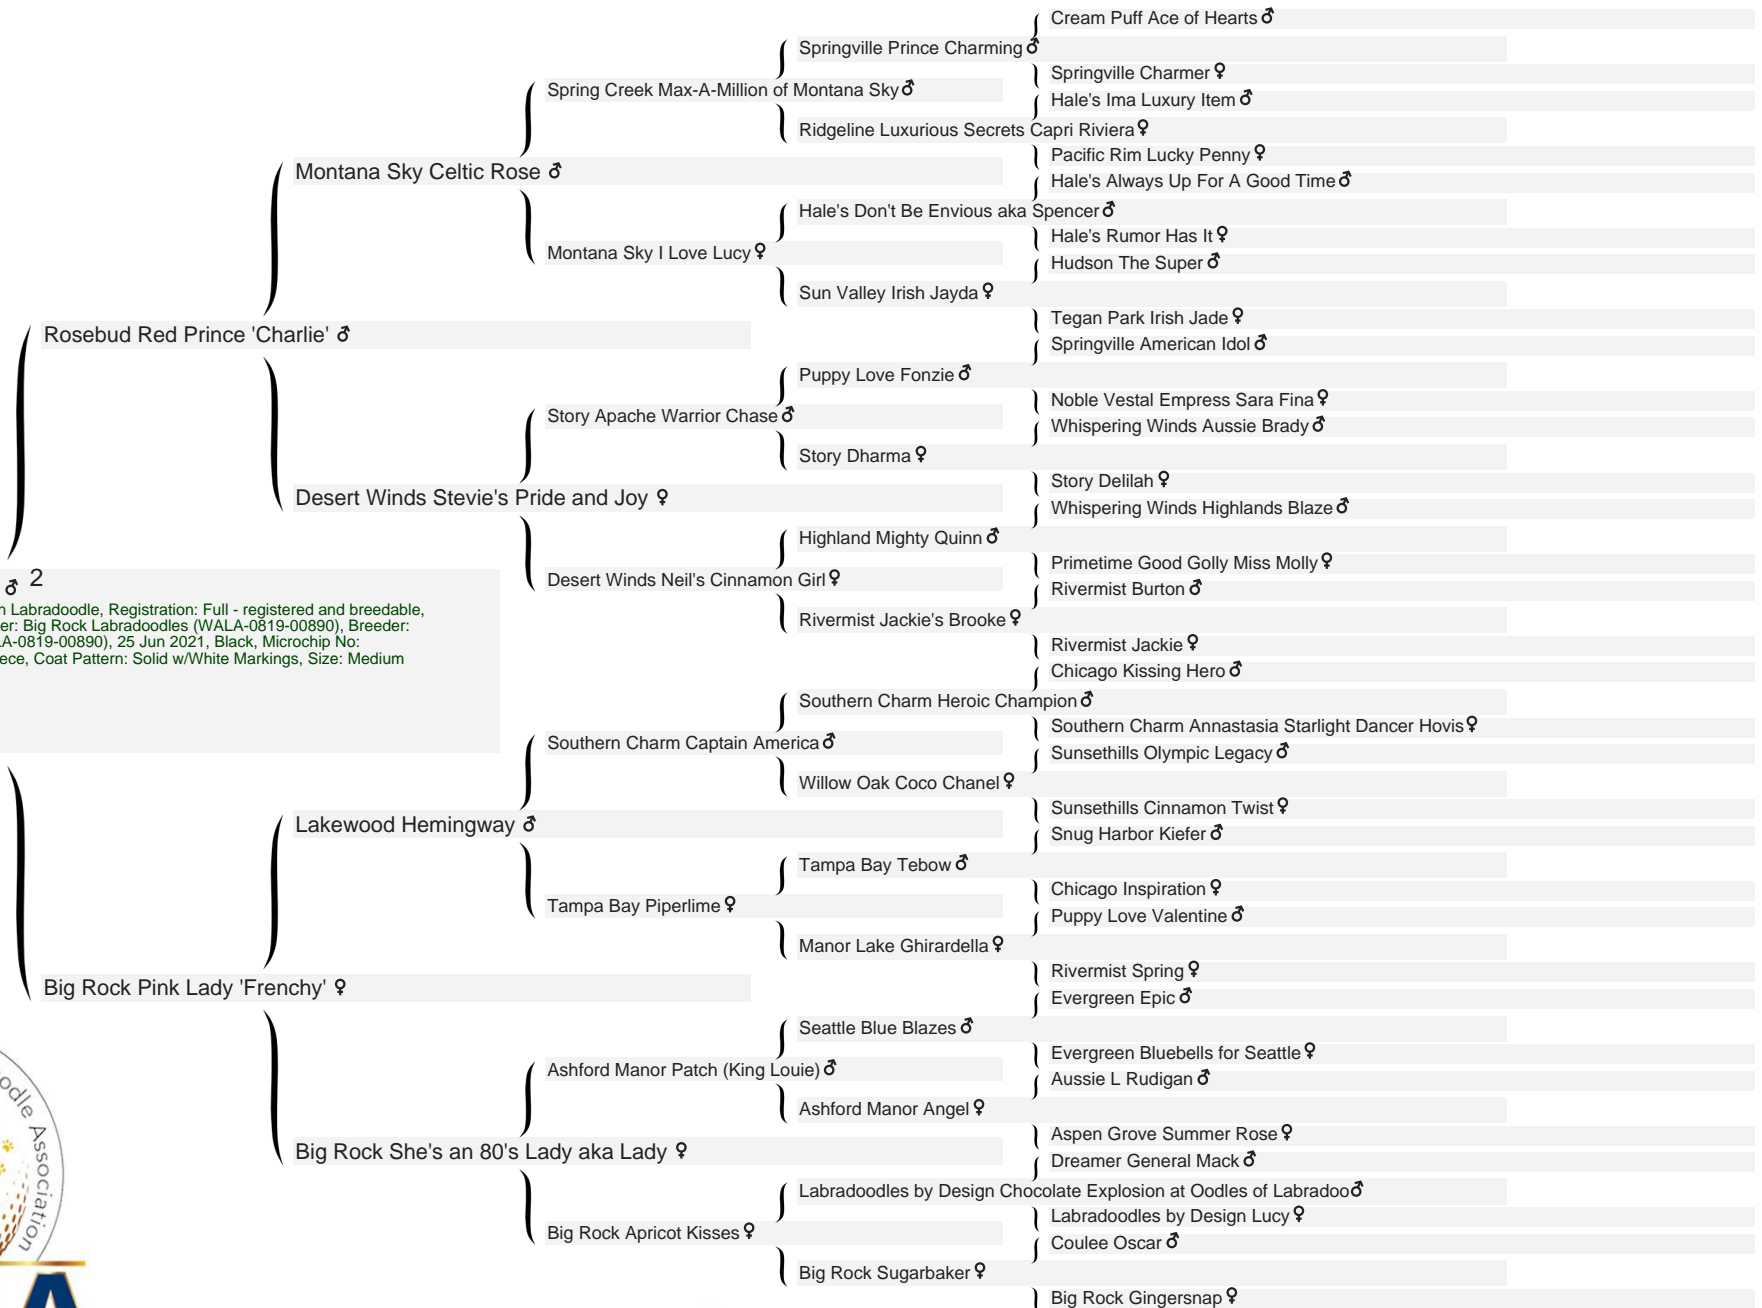 Cream Puff Ace of Hearts ♂
Springville Prince Charming ♂
Springville Charmer ♀
Spring Creek Max-A-Million of Montana Sky ♂
Hale's Ima Luxury Item ♂
Ridgeline Luxurious Secrets Capri Riviera ♀
Pacific Rim Lucky Penny ♀
Montana Sky Celtic Rose ♂
Hale's Always Up For A Good Time ♂
Hale's Don't Be Envious aka Spencer ♂
Hale's Rumor Has It ♀
Montana Sky I Love Lucy ♀
Hudson The Super ♂
Sun Valley Irish Jayda ♀
Tegan Park Irish Jade ♀
Rosebud Red Prince 'Charlie' ♂
Springville American Idol ♂
Puppy Love Fonzie ♂
Noble Vestal Empress Sara Fina ♀
Story Apache Warrior Chase ♂
Whispering Winds Aussie Brady ♂
Story Dharma ♀
Story Delilah ♀
Desert Winds Stevie's Pride and Joy ♀
Whispering Winds Highlands Blaze ♂
Highland Mighty Quinn ♂
Primetime Good Golly Miss Molly ♀
Desert Winds Neil's Cinnamon Girl ♀
Rivermist Burton ♂
Rivermist Jackie's Brooke ♀
Rivermist Jackie ♀
♂ 2
Labradoodle, Registration: Full - registered and breedable,
er: Big Rock Labradoodles (WALA-0819-00890), Breeder:
LA-0819-00890), 25 Jun 2021, Black, Microchip No:
ece, Coat Pattern: Solid w/White Markings, Size: Medium
Chicago Kissing Hero ♂
Southern Charm Heroic Champion ♂
Southern Charm Annastasia Starlight Dancer Hovis ♀
Southern Charm Captain America ♂
Sunsethills Olympic Legacy ♂
Willow Oak Coco Chanel ♀
Sunsethills Cinnamon Twist ♀
Lakewood Hemingway ♂
Snug Harbor Kiefer ♂
Tampa Bay Tebow ♂
Chicago Inspiration ♀
Tampa Bay Piperlime ♀
Puppy Love Valentine ♂
Manor Lake Ghirardella ♀
Rivermist Spring ♀
Big Rock Pink Lady 'Frenchy' ♀
Evergreen Epic ♂
Seattle Blue Blazes ♂
Evergreen Bluebells for Seattle ♀
Ashford Manor Patch (King Louie) ♂
Aussie L Rudigan ♂
Ashford Manor Angel ♀
Aspen Grove Summer Rose ♀
Big Rock She's an 80's Lady aka Lady ♀
Dreamer General Mack ♂
Labradoodles by Design Chocolate Explosion at Oodles of Labradoo ♂
Labradoodles by Design Lucy ♀
Big Rock Apricot Kisses ♀
Coulee Oscar ♂
Big Rock Sugarbaker ♀
Big Rock Gingersnap ♀
oodle Association
A